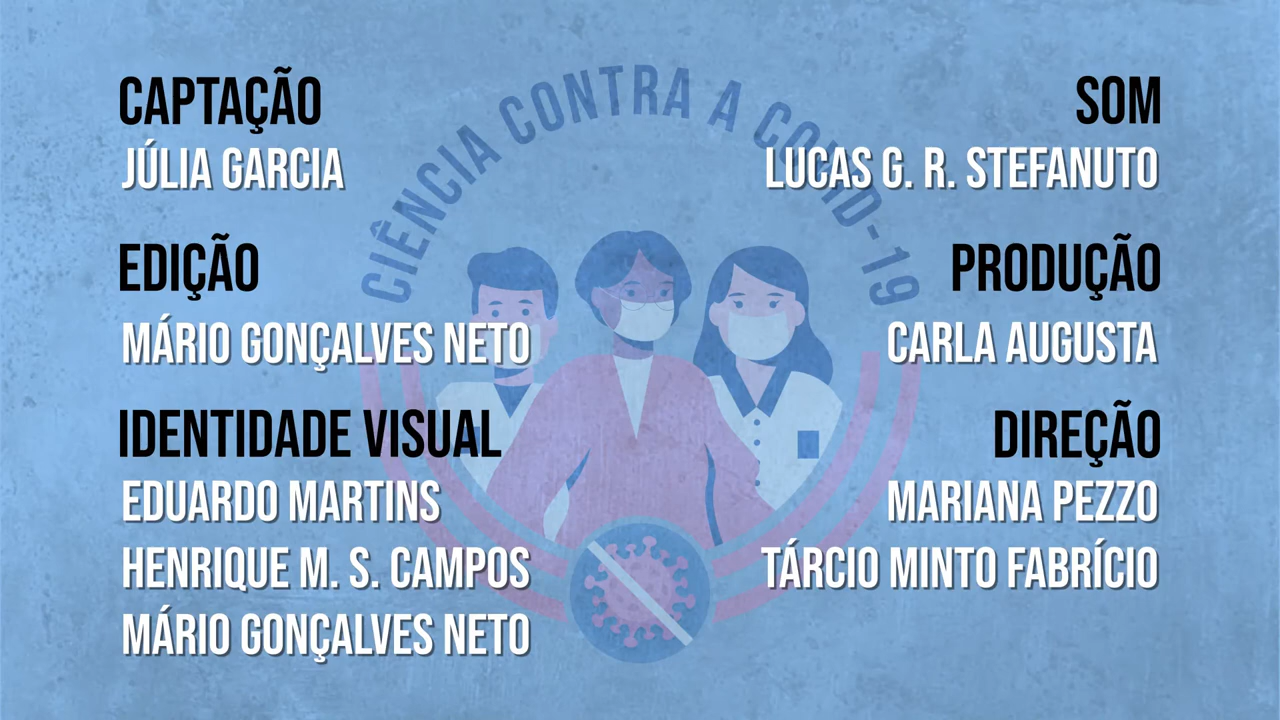 CIÊNCIA CONTRA A COVID-19
CAPTAÇÃO
JÚLIA GARCIA
EDIÇÃO
MÁRIO GONÇALVES NETO
IDENTIDADE VISUAL
EDUARDO MARTINS
HENRIQUE M. S. CAMPOS
MÁRIO GONÇALVES NETO
SOM
LUCAS G. R. STEFANUTO
PRODUÇÃO
CARLA AUGUSTA
DIREÇÃO
MARIANA PEZZO
TÁRCIO MINTO FABRÍCIO